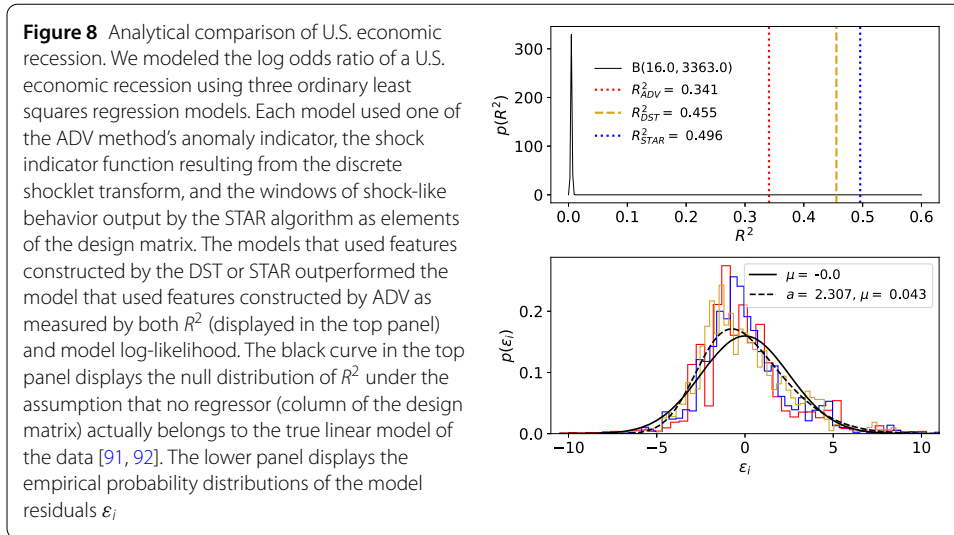 Figure 8 Analytical comparison of U.S. economic
recession. We modeled the log odds ratio of a U.S.
economic recession using three ordinary least
squares regression models. Each model used one of
the ADV method's anomaly indicator, the shock
indicator function resulting from the discrete
shocklet transform, and the windows of shock-like
behavior output by the STAR algorithm as elements
of the design matrix. The models that used features
constructed by the DST or STAR outperformed the
model that used features constructed by ADV as
measured by both R² (displayed in the top panel)
and model log-likelihood. The black curve in the top
panel displays the null distribution of R² under the
assumption that no regressor (column of the design
matrix) actually belongs to the true linear model of
the data [91, 92]. The lower panel displays the
empirical probability distributions of the model
residuals εᵢ
300
200
100
0
p(R²)
B(16.0, 3363.0)
R²_ADV = 0.341
R²_DST = 0.455
R²_STAR = 0.496
0.0 0.1 0.2 0.3 0.4 0.5 0.6
R²
0.2
0.1
0.0
p(εᵢ)
μ = -0.0
a = 2.307, μ = 0.043
−10 −5 0 5 10
εᵢ